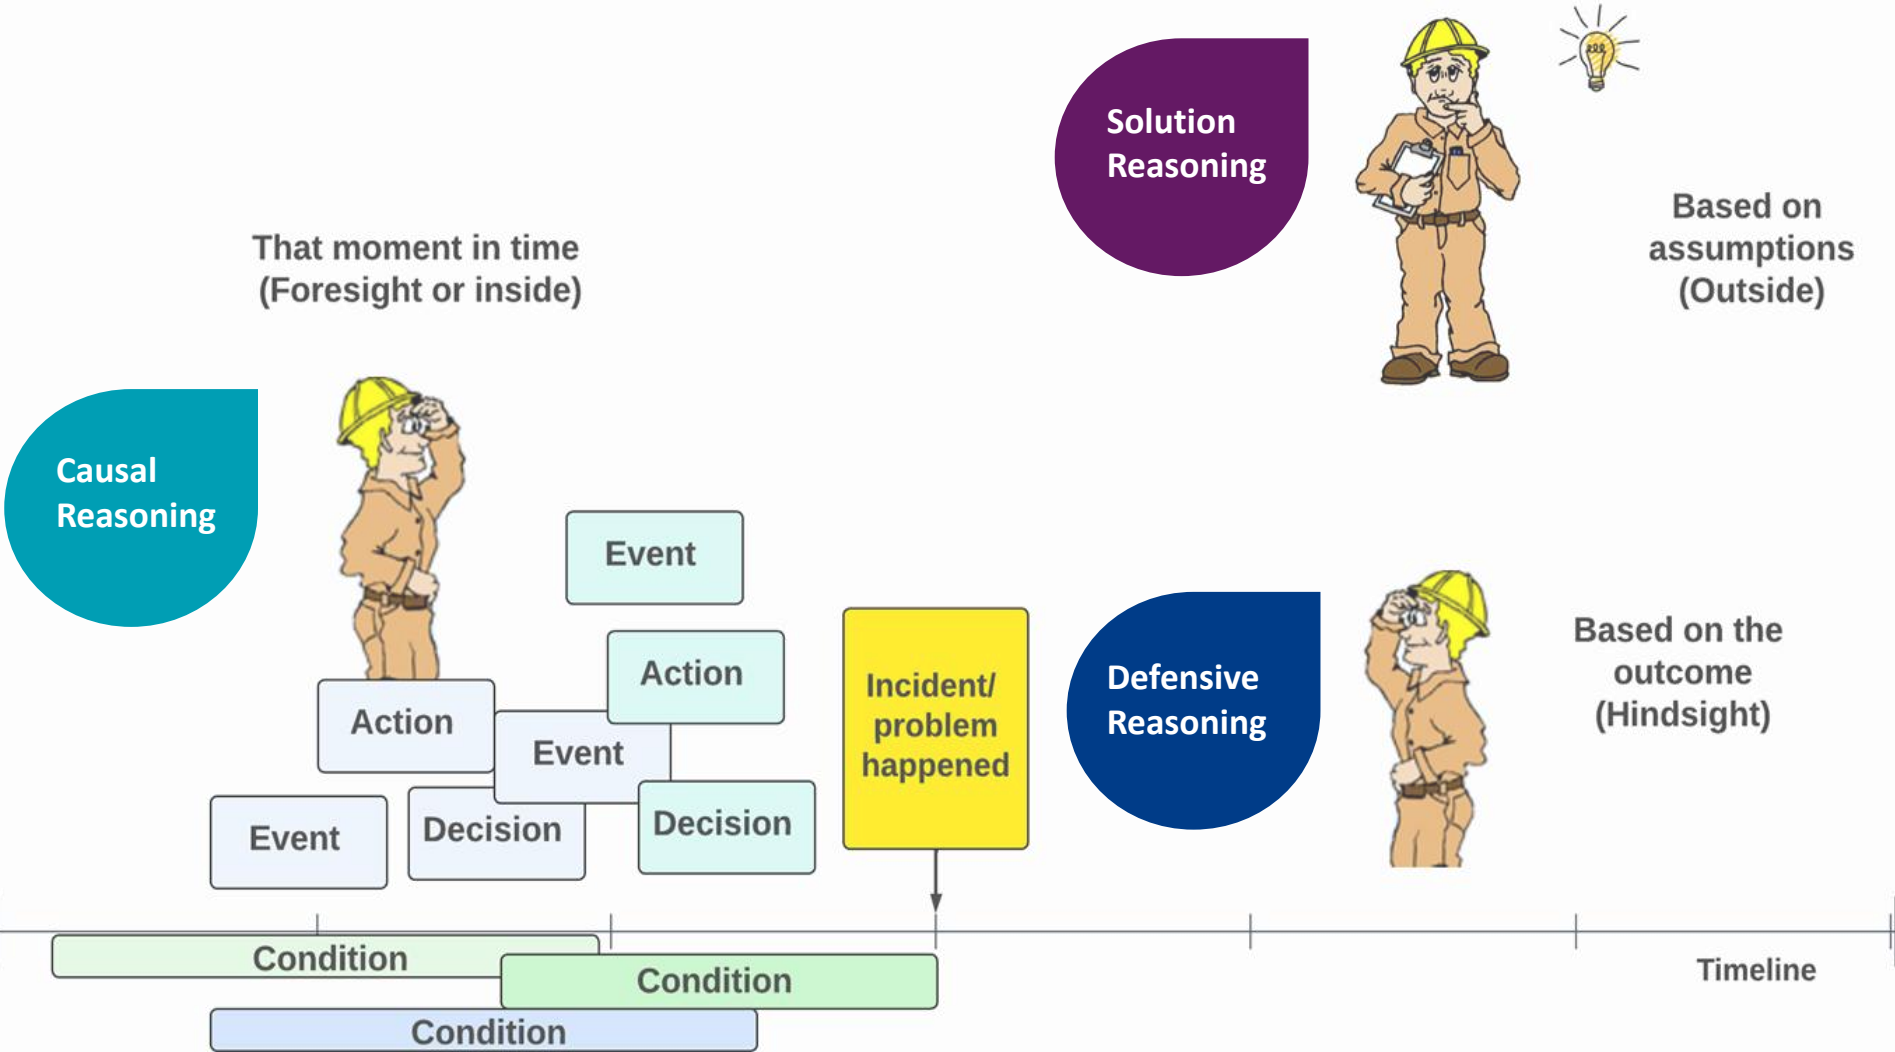 Solution
Reasoning
Based on
assumptions
(Outside)
That moment in time
(Foresight or inside)
Causal
Reasoning
Event
Action
Incident/
problem
happened
Defensive
Reasoning
Based on the
outcome
(Hindsight)
Action
Event
Decision
Event
Decision
Condition
Condition
Condition
Timeline